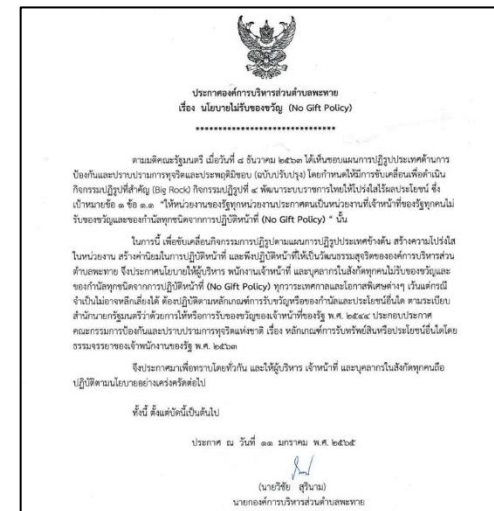 ประกาศองค์การบริหารส่วนตำบลพะทาย
เรื่อง นโยบายไม่รับของขวัญ (No Gift Policy)
******************************
ตามมติคณะรัฐมนตรี เมื่อวันที่ ๘ ธันวาคม ๒๕๖๓ ได้เห็นชอบแผนการปฏิรูปประเทศด้านการ
ป้องกันและปราบปรามการทุจริตและประพฤติมิชอบ (ฉบับปรับปรุง) โดยกำหนดให้มีการขับเคลื่อนเพื่อดำเนิน
กิจกรรมปฏิรูปที่สำคัญ (Big Rock) กิจกรรมปฏิรูปที่ ๔ พัฒนาระบบราชการไทยให้โปร่งใสไร้ผลประโยชน์ ซึ่ง
เป้าหมายข้อ ๑ ข้อ ๑.๑ "ให้หน่วยงานของรัฐทุกหน่วยงานประกาศตนเป็นหน่วยงานที่เจ้าหน้าที่ของรัฐทุกคนไม่
รับของขวัญและของกำนัลทุกชนิดจากการปฏิบัติหน้าที่ (No Gift Policy) " นั้น
ในการนี้ เพื่อขับเคลื่อนกิจกรรมการปฏิรูปตามแผนการปฏิรูปประเทศข้างต้น สร้างความโปร่งใส
ในหน่วยงาน สร้างค่านิยมในการปฏิบัติหน้าที่ และพึงปฏิบัติหน้าที่ให้เป็นวัฒนธรรมสุจริตขององค์การบริหารส่วน
ตำบลพะทาย จึงประกาศนโยบายให้ผู้บริหาร พนักงานเจ้าหน้าที่ และบุคลากรในสังกัดทุกคนไม่รับของขวัญและ
ของกำนัลทุกชนิดจากการปฏิบัติหน้าที่ (No Gift Policy) ทุกวาระเทศกาลและโอกาสพิเศษต่างๆ เว้นแต่กรณี
จำเป็นไม่อาจหลีกเลี่ยงได้ ต้องปฏิบัติตามหลักเกณฑ์การรับขวัญหรือของกำนัลและประโยชน์อื่นใด ตามระเบียบ
สำนักนายกรัฐมนตรีว่าด้วยการให้หรือการรับของขวัญของเจ้าหน้าที่ของรัฐ พ.ศ. ๒๕๔๔ ประกอบประกาศ
คณะกรรมการป้องกันและปราบปรามการทุจริตแห่งชาติ เรื่อง หลักเกณฑ์การรับทรัพย์สินหรือประโยชน์อื่นใดโดย
ธรรมจรรยาของเจ้าพนักงานของรัฐ พ.ศ. ๒๕๖๓
จึงประกาศมาเพื่อทราบโดยทั่วกัน และให้ผู้บริหาร เจ้าหน้าที่ และบุคลากรในสังกัดทุกคนถือ
ปฏิบัติตามนโยบายอย่างเคร่งครัดต่อไป
ทั้งนี้ ตั้งแต่บัดนี้เป็นต้นไป
ประกาศ ณ วันที่ ๑๑ มกราคม พ.ศ. ๒๕๖๕
(นายวิชัย สุรินาม)
นายกองค์การบริหารส่วนตำบลพะทาย